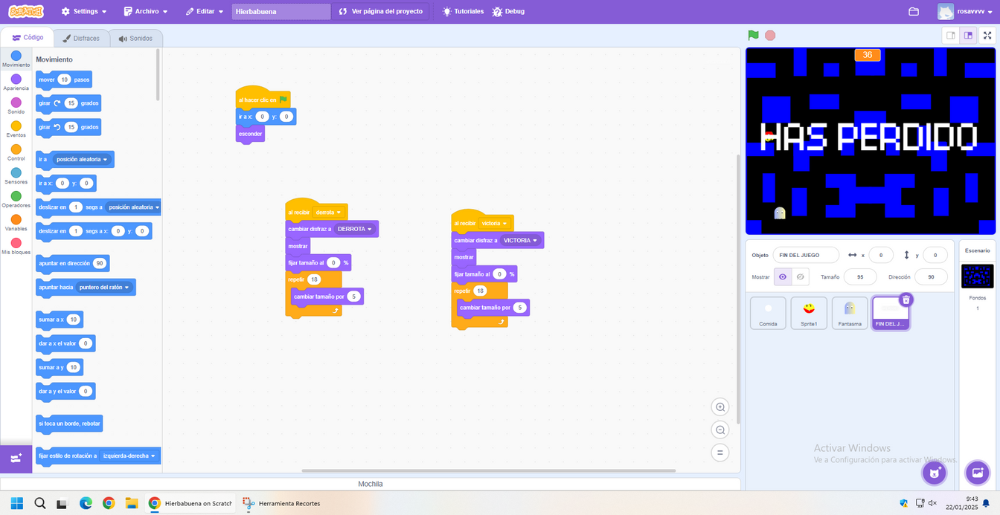 SCRATCH
Settings
Archivo
Editar
Hierbabuena
Ver página del proyecto
Tutoriales
Debug
rosavvvv
Código
Disfraces
Sonidos
Movimiento
Apariencia
Sonido
Eventos
Control
Sensores
Operadores
Variables
Mis bloques
Movimiento
mover 10 pasos
girar 15 grados
girar 15 grados
ir a posición aleatoria
ir a x: 0 y: 0
deslizar en 1 segs a posición aleatoria
deslizar en 1 segs a x: 0 y: 0
apuntar en dirección 90
apuntar hacia puntero del ratón
sumar a x 10
dar a x el valor 0
sumar a y 10
dar a y el valor 0
si toca un borde, rebotar
fijar estilo de rotación a izquierda-derecha
al hacer clic en
ir a x: 0 y: 0
esconder
al recibir derrota
cambiar disfraz a DERROTA
mostrar
fijar tamaño al 0 %
repetir 18
cambiar tamaño por 5
al recibir victoria
cambiar disfraz a VICTORIA
mostrar
fijar tamaño al 0 %
repetir 18
cambiar tamaño por 5
Mochila
36
HAS PERDIDO
Objeto FIN DEL JUEGO x 0 y 0
Mostrar Tamaño 95 Dirección 90
Comida
Sprite1
Fantasma
FIN DEL J...
Escenario
Fondos
1
Activar Windows
Ve a Configuración para activar Windows.
Hierbabuena on Scratch
Herramienta Recortes
9:43
22/01/2025